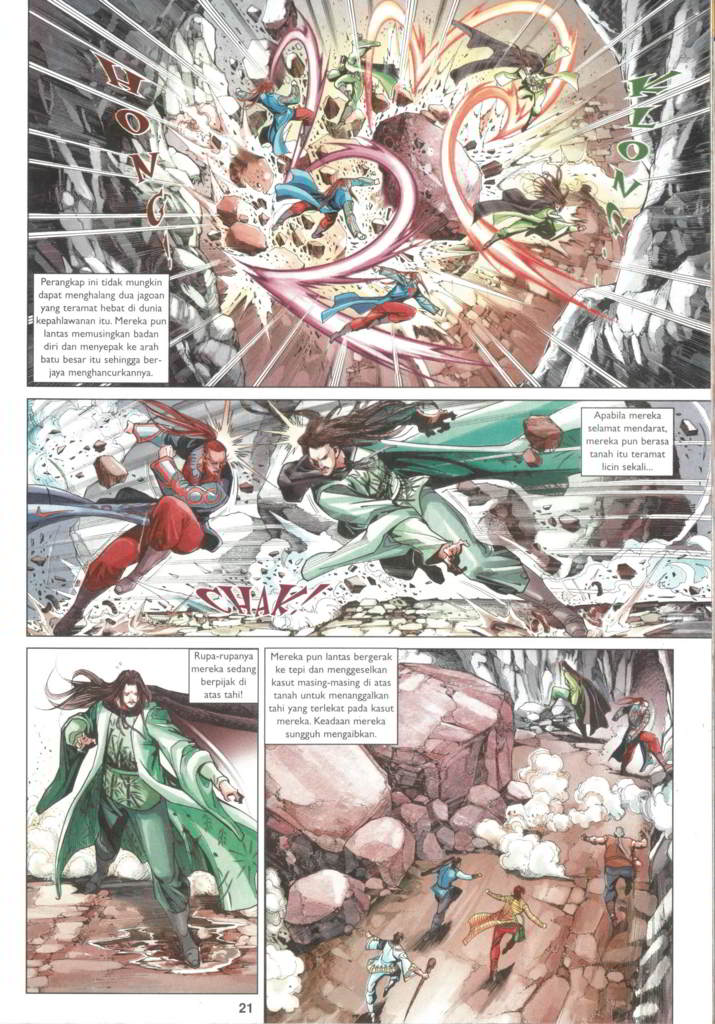 HONG!
KLONG
Perangkap ini tidak mungkin
dapat menghalang dua jagoan
yang teramat hebat di dunia
kepahlawanan itu. Mereka pun
lantas memusingkan badan
diri dan menyepak ke arah
batu besar itu sehingga ber-
jaya menghancurkannya.
Apabila mereka
selamat mendarat,
mereka pun berasa
tanah itu teramat
licin sekali...
CHAK!
Rupa-rupanya
mereka sedang
berpijak di
atas tahi!
Mereka pun lantas bergerak
ke tepi dan menggeselkan
kasut masing-masing di atas
tanah untuk menanggalkan
tahi yang terlekat pada kasut
mereka. Keadaan mereka
sungguh mengaibkan.
21